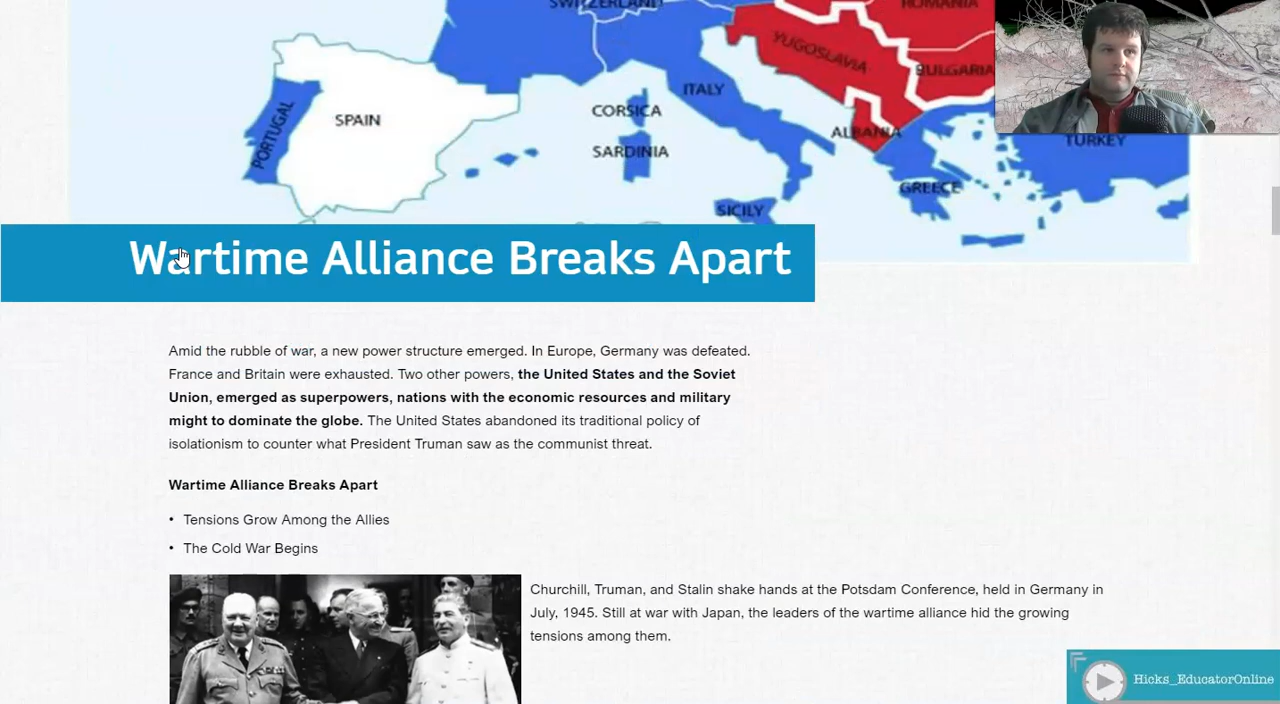 SWITZERLAND
ROMANIA
YUGOSLAVIA
BULGARIA
ITALY
CORSICA
SPAIN
PORTUGAL
ALBANIA
TURKEY
SARDINIA
GREECE
SICILY
Wartime Alliance Breaks Apart
Amid the rubble of war, a new power structure emerged. In Europe, Germany was defeated.
France and Britain were exhausted. Two other powers, the United States and the Soviet
Union, emerged as superpowers, nations with the economic resources and military
might to dominate the globe. The United States abandoned its traditional policy of
isolationism to counter what President Truman saw as the communist threat.
Wartime Alliance Breaks Apart
• Tensions Grow Among the Allies
• The Cold War Begins
Churchill, Truman, and Stalin shake hands at the Potsdam Conference, held in Germany in
July, 1945. Still at war with Japan, the leaders of the wartime alliance hid the growing
tensions among them.
Hicks_EducatorOnline